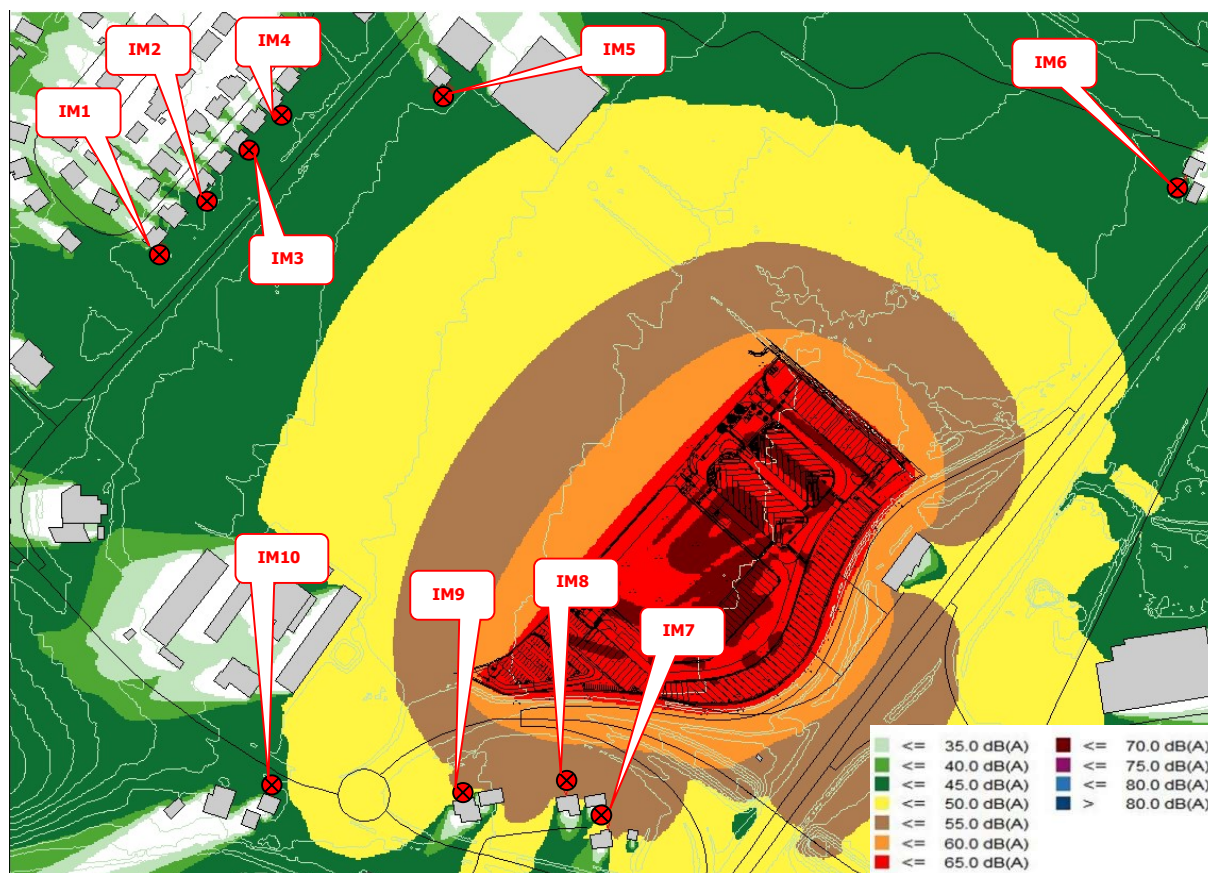 IM4
IM2
IM5
IM6
IM1
IM3
IM10
IM8
IM9
IM7
<= 35.0 dB(A)
<= 40.0 dB(A)
<= 45.0 dB(A)
<= 50.0 dB(A)
<= 55.0 dB(A)
<= 60.0 dB(A)
<= 65.0 dB(A)
<= 70.0 dB(A)
<= 75.0 dB(A)
<= 80.0 dB(A)
> 80.0 dB(A)